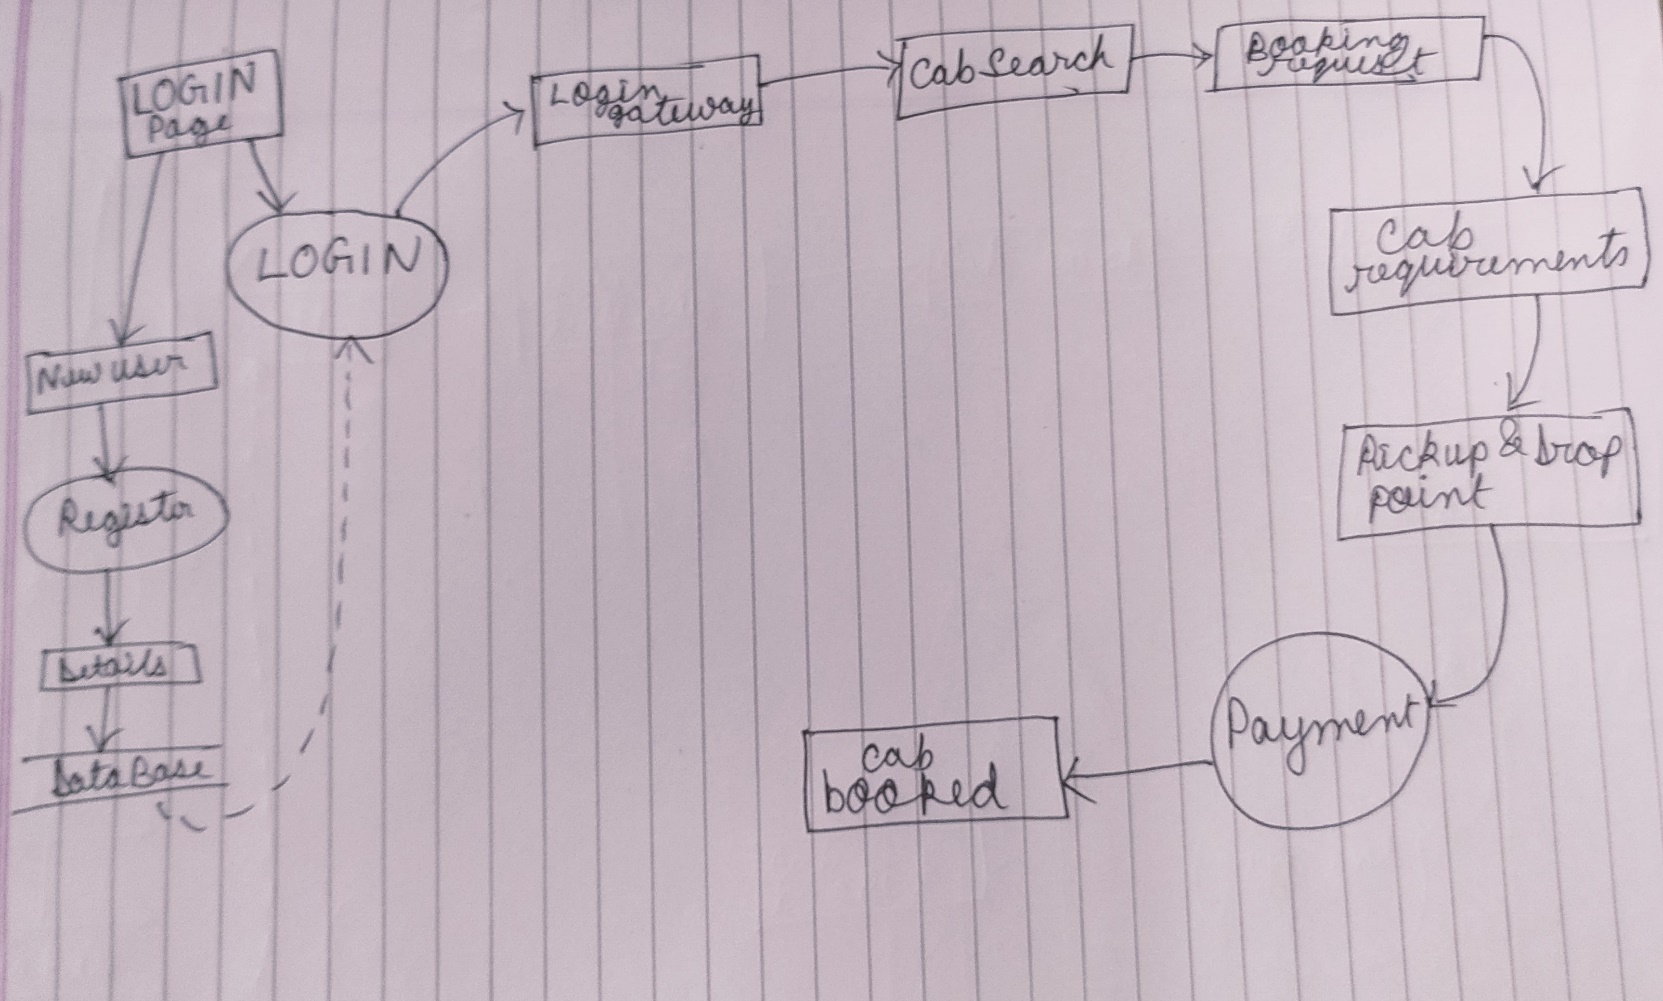 LOGIN
Page
LOGIN
New user
Register
Details
DataBase
Login
gateway
Cab Search
Booking
request
Cab
requirements
Pickup & Drop
point
Payment
cab
booked